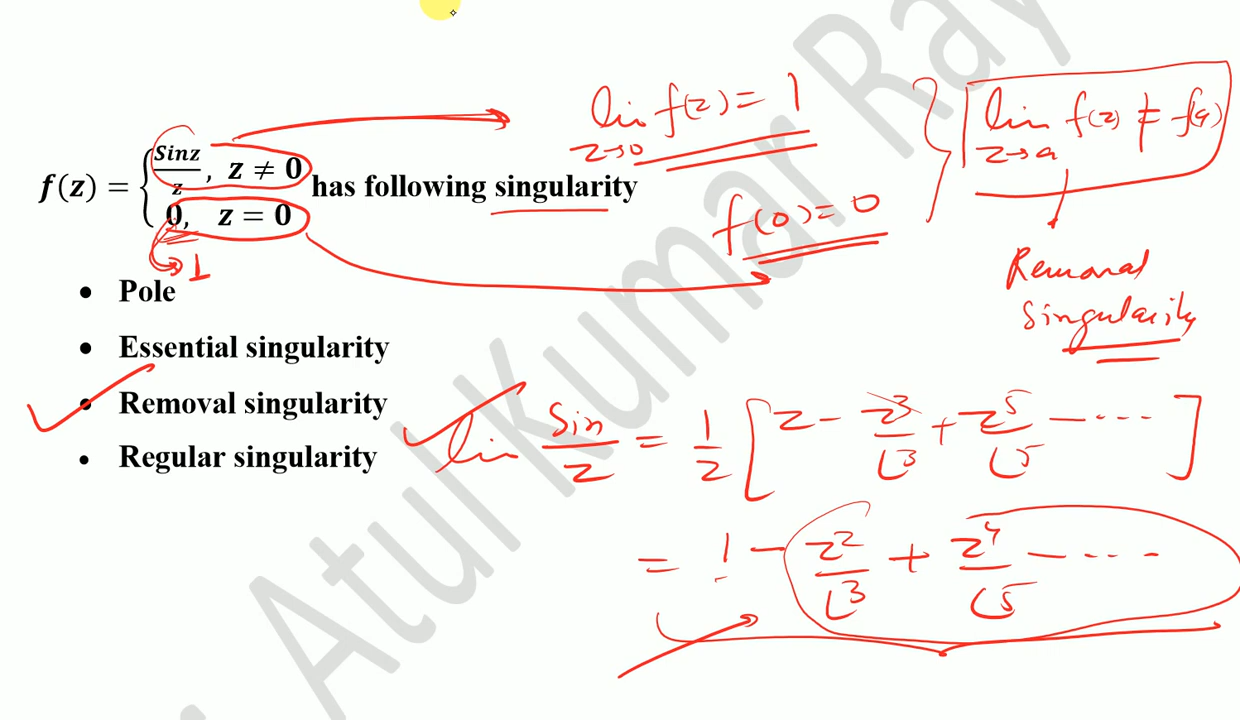 lim f(z) = 1
z→0
lim f(z) ≠ f(a)
z→a
f(z) = { Sinz/z, z ≠ 0
0, z = 0
has following singularity
f(0) = 0
→ 1
Removal
Singularity
• Pole
• Essential singularity
• Removal singularity
• Regular singularity
lim Sin/z = 1/z [ z - z³/⌊3 + z⁵/⌊5 - ---- ]
= 1 - z²/⌊3 + z⁴/⌊5 - ----
Atul Kumar Ray